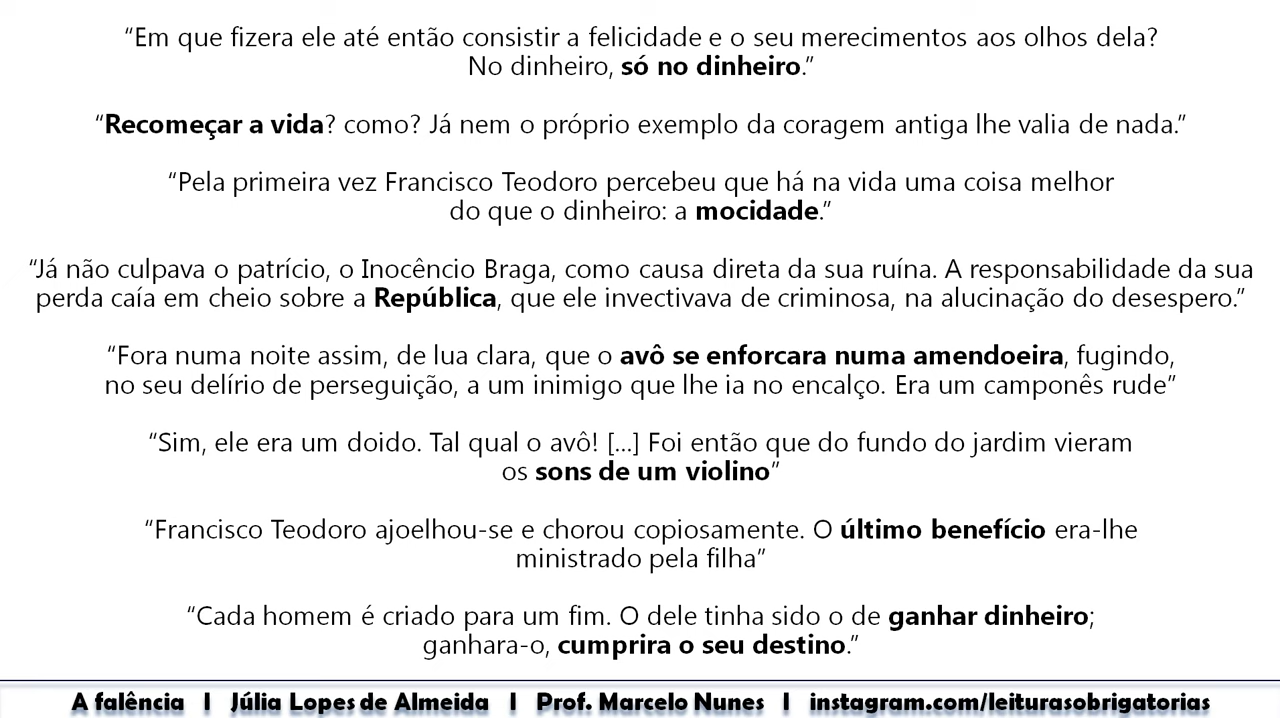 “Em que fizera ele até então consistir a felicidade e o seu merecimentos aos olhos dela?
No dinheiro, só no dinheiro.”
“Recomeçar a vida? como? Já nem o próprio exemplo da coragem antiga lhe valia de nada.”
“Pela primeira vez Francisco Teodoro percebeu que há na vida uma coisa melhor
do que o dinheiro: a mocidade.”
“Já não culpava o patrício, o Inocêncio Braga, como causa direta da sua ruína. A responsabilidade da sua
perda caía em cheio sobre a República, que ele invectivava de criminosa, na alucinação do desespero.”
“Fora numa noite assim, de lua clara, que o avô se enforcara numa amendoeira, fugindo,
no seu delírio de perseguição, a um inimigo que lhe ia no encalço. Era um camponês rude”
“Sim, ele era um doido. Tal qual o avô! [...] Foi então que do fundo do jardim vieram
os sons de um violino”
“Francisco Teodoro ajoelhou-se e chorou copiosamente. O último benefício era-lhe
ministrado pela filha”
“Cada homem é criado para um fim. O dele tinha sido o de ganhar dinheiro;
ganhara-o, cumprira o seu destino.”
A falência I Júlia Lopes de Almeida I Prof. Marcelo Nunes I instagram.com/leiturasobrigatorias